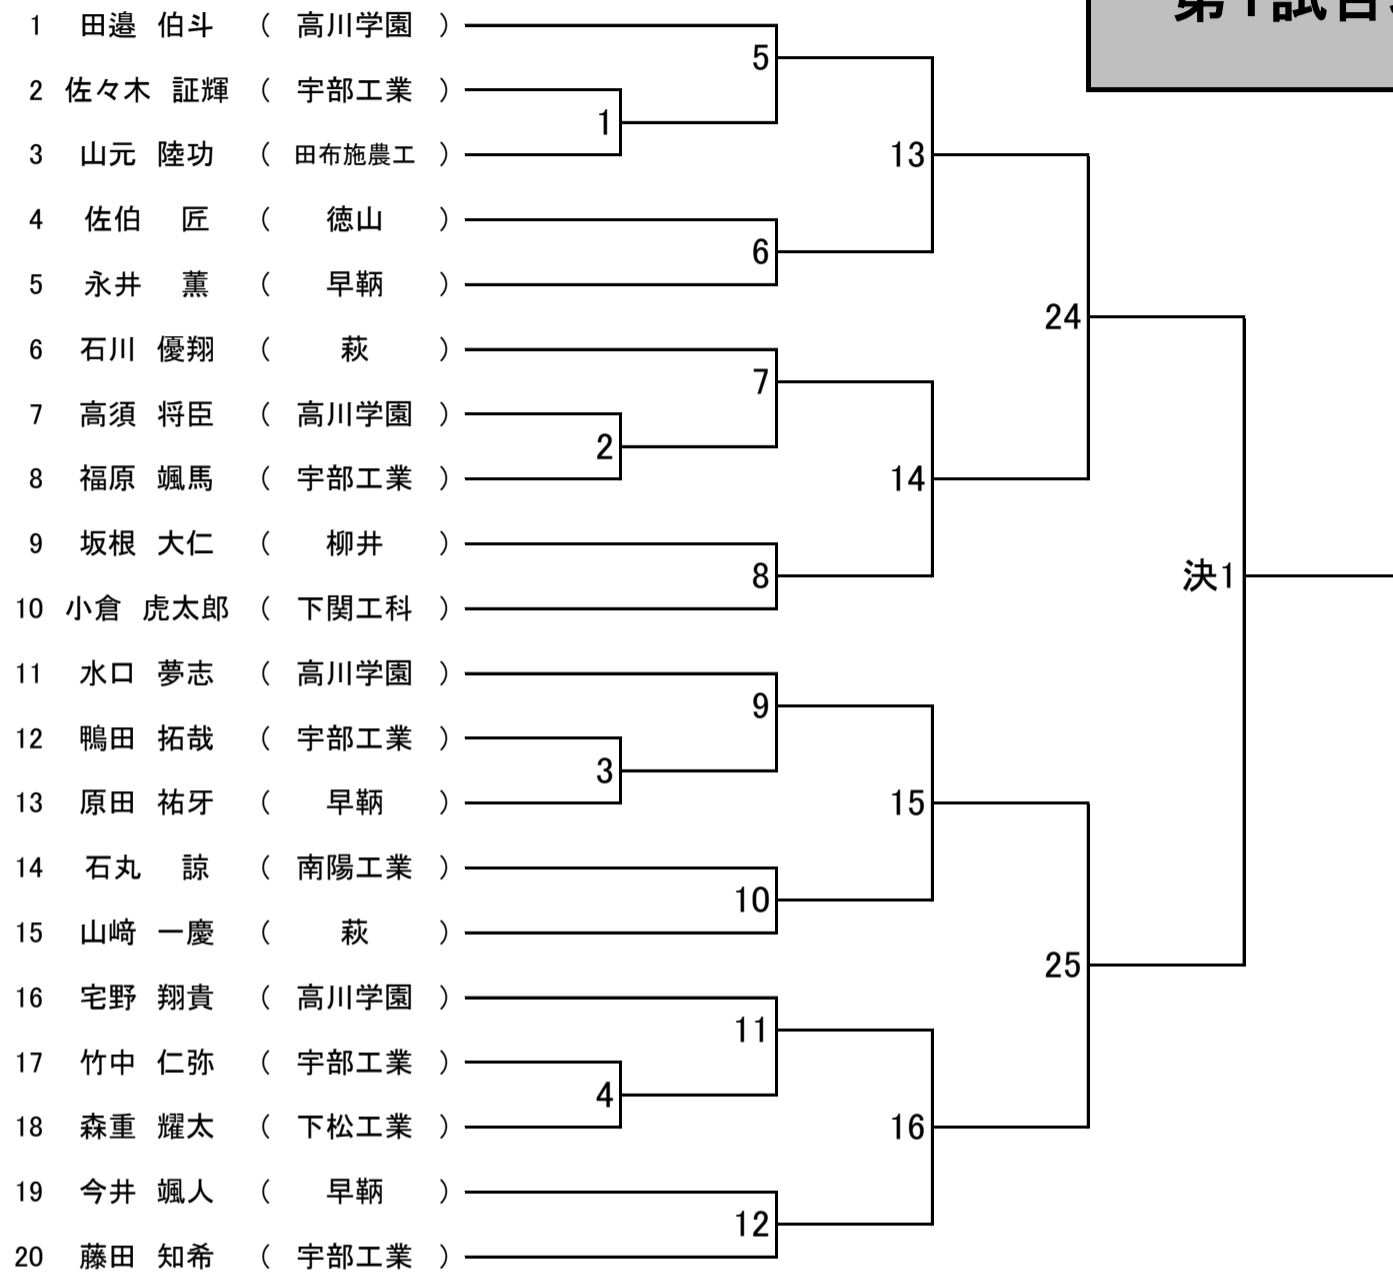 第1試合
1 田邉 伯斗 ( 高川学園 )
5
2 佐々木 証輝 ( 宇部工業 )
1
3 山元 陸功 ( 田布施農工 )
13
4 佐伯 匠 ( 徳山 )
6
5 永井 薫 ( 早鞆 )
24
6 石川 優翔 ( 萩 )
7
7 高須 将臣 ( 高川学園 )
2
8 福原 颯馬 ( 宇部工業 )
14
9 坂根 大仁 ( 柳井 )
8
決1
10 小倉 虎太郎 ( 下関工科 )
11 水口 夢志 ( 高川学園 )
9
12 鴨田 拓哉 ( 宇部工業 )
3
13 原田 祐牙 ( 早鞆 )
15
14 石丸 諒 ( 南陽工業 )
10
15 山﨑 一慶 ( 萩 )
25
16 宅野 翔貴 ( 高川学園 )
11
17 竹中 仁弥 ( 宇部工業 )
4
18 森重 耀太 ( 下松工業 )
16
19 今井 颯人 ( 早鞆 )
12
20 藤田 知希 ( 宇部工業 )